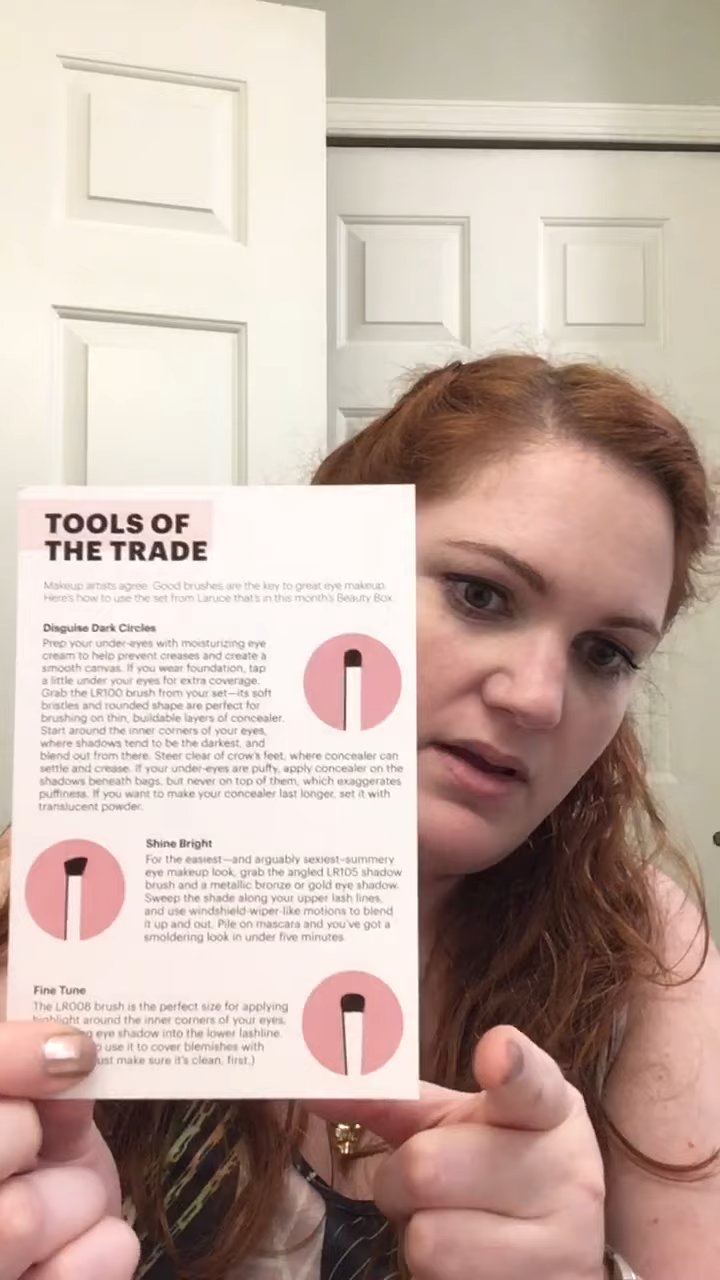 TOOLS OF
THE TRADE
Makeup artists agree: Good brushes are the key to great eye makeup.
Here's how to use the set from Laruce that's in this month's Beauty Box.
Disguise Dark Circles
Prep your under-eyes with moisturizing eye
cream to help prevent creases and create a
smooth canvas. If you wear foundation, tap
a little under your eyes for extra coverage.
Grab the LR100 brush from your set—its soft
bristles and rounded shape are perfect for
brushing on thin, buildable layers of concealer.
Start around the inner corners of your eyes,
where shadows tend to be the darkest, and
blend out from there. Steer clear of crow's feet, where concealer can
settle and crease. If your under-eyes are puffy, apply concealer on the
shadows beneath bags, but never on top of them, which exaggerates
puffiness. If you want to make your concealer last longer, set it with
translucent powder.
Shine Bright
For the easiest—and arguably sexiest—summery
eye makeup look, grab the angled LR105 shadow
brush and a metallic bronze or gold eye shadow.
Sweep the shade along your upper lash lines,
and use windshield-wiper-like motions to blend
it up and out. Pile on mascara and you've got a
smoldering look in under five minutes.
Fine Tune
The LR008 brush is the perfect size for applying
highlight around the inner corners of your eyes,
eye shadow into the lower lashline.
use it to cover blemishes with
make sure it's clean, first.)